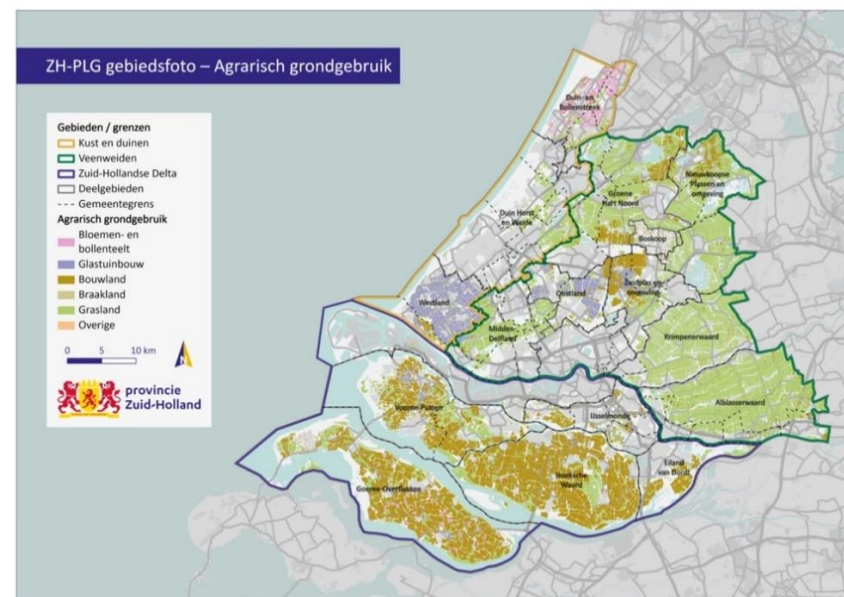 ZH-PLG gebiedsfoto – Agrarisch grondgebruik
Gebieden / grenzen
Kust en duinen
Veenweiden
Zuid-Hollandse Delta
Deelgebieden
Gemeentegrens
Agrarisch grondgebruik
Bloemen- en
bollenteelt
Glastuinbouw
Bouwland
Braakland
Grasland
Overige
0 5 10 km
provincie
Zuid-Holland
Duin- en
Bollenstreek
Nieuwkoopse
Plassen en
omgeving
Groene
Hart Noord
Duin Horst
en Weide
Boskoop
Zuidplas en
omgeving
Oostland
Westland
Midden-
Delfland
Krimpenerwaard
Alblasserwaard
Voorne-Putten
IJsselmonde
Eiland
van Dordt
Hoeksche
Waard
Goeree-Overflakkee